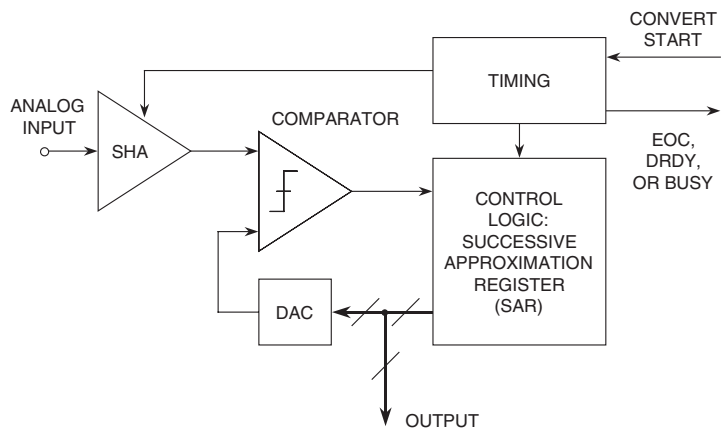 CONVERT
START
TIMING
ANALOG
INPUT
COMPARATOR
SHA
EOC,
DRDY,
OR BUSY
CONTROL
LOGIC:
SUCCESSIVE
APPROXIMATION
REGISTER
(SAR)
DAC
OUTPUT